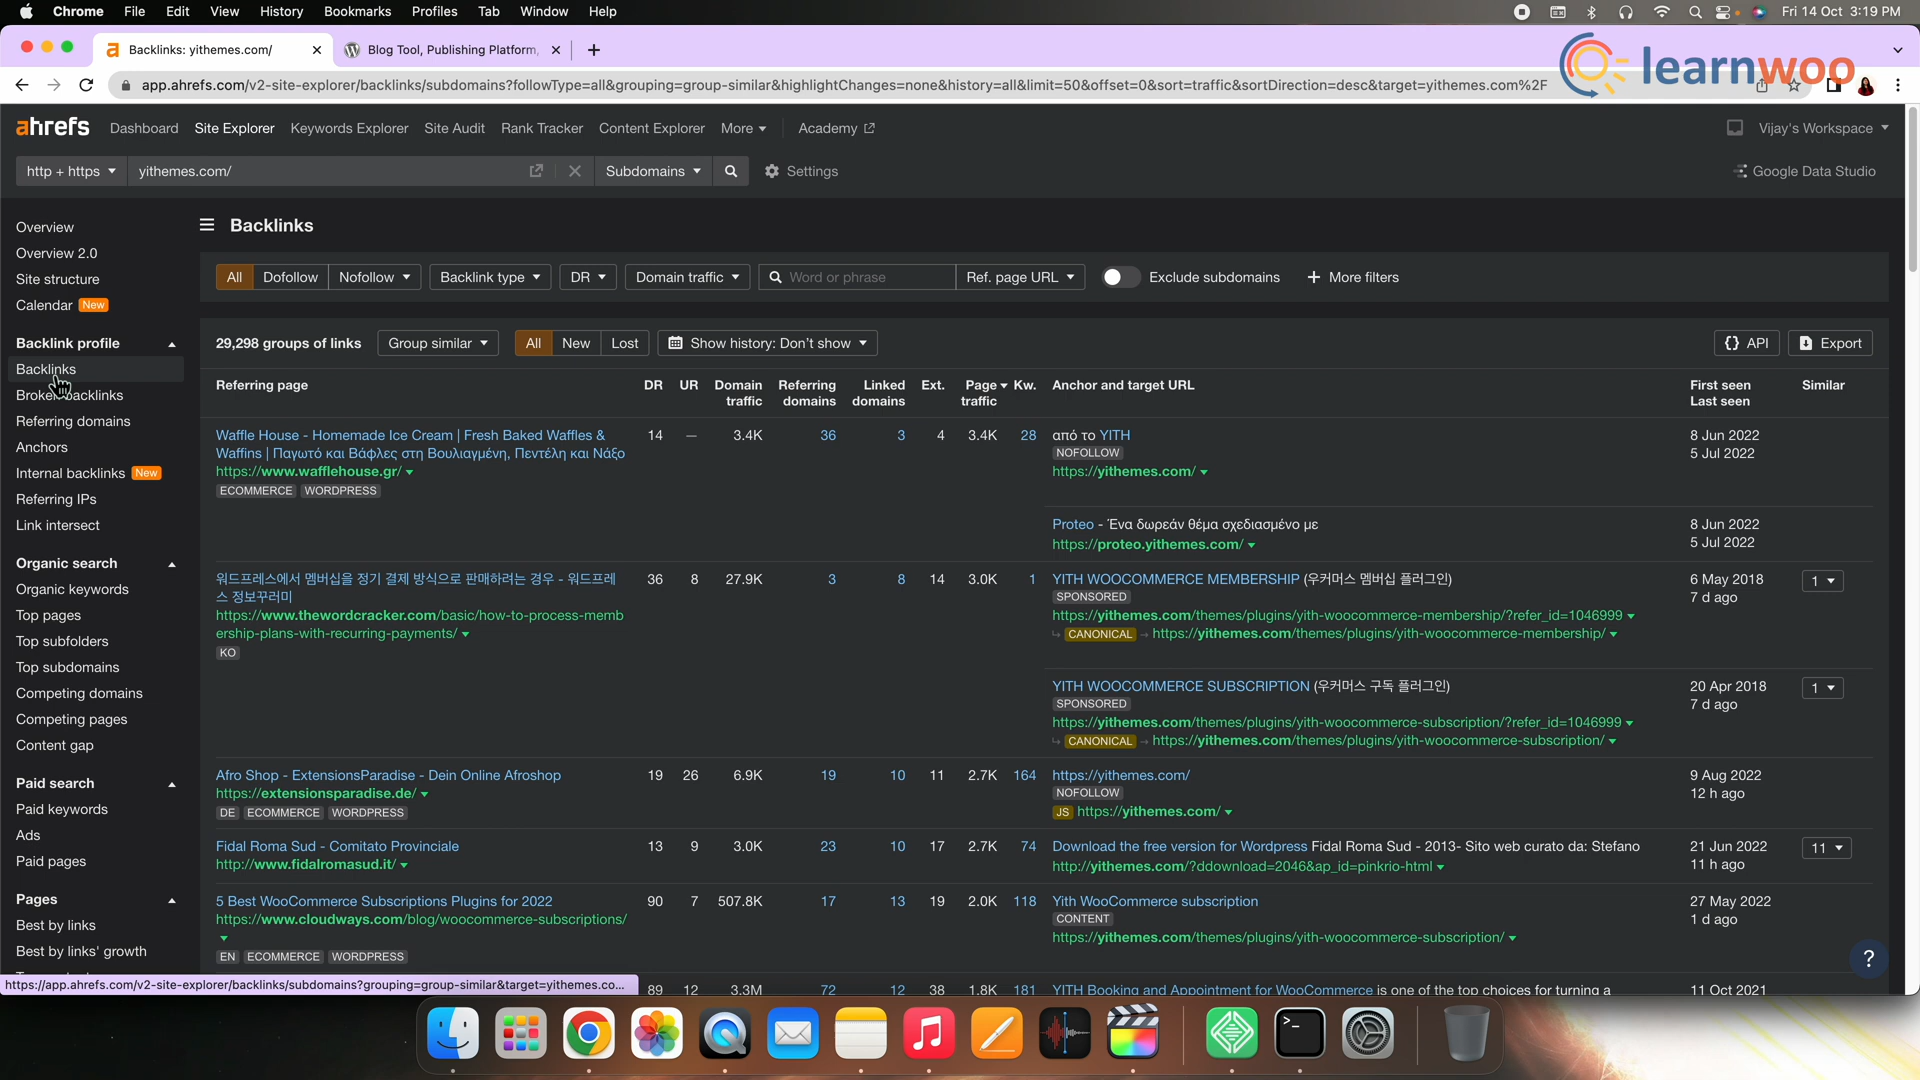 Chrome File Edit View History Bookmarks Profiles Tab Window Help Fri 14 Oct 3:19 PM
Backlinks: yithemes.com/ Blog Tool, Publishing Platform,
learnwoo
app.ahrefs.com/v2-site-explorer/backlinks/subdomains?followType=all&grouping=group-similar&highlightChanges=none&history=all&limit=50&offset=0&sort=traffic&sortDirection=desc&target=yithemes.com%2F
ahrefs Dashboard Site Explorer Keywords Explorer Site Audit Rank Tracker Content Explorer More Academy Vijay's Workspace
http + https yithemes.com/ Subdomains Settings Google Data Studio
Overview
Overview 2.0
Site structure
Calendar New
Backlink profile
Backlinks
Broken backlinks
Referring domains
Anchors
Internal backlinks New
Referring IPs
Link intersect
Organic search
Organic keywords
Top pages
Top subfolders
Top subdomains
Competing domains
Competing pages
Content gap
Paid search
Paid keywords
Ads
Paid pages
Pages
Best by links
Best by links' growth
Backlinks
All Dofollow Nofollow Backlink type DR Domain traffic Word or phrase Ref. page URL Exclude subdomains + More filters
29,298 groups of links Group similar All New Lost Show history: Don't show {} API Export
Referring page DR UR Domain traffic Referring domains Linked domains Ext. Page traffic Kw. Anchor and target URL First seen Last seen Similar
Waffle House - Homemade Ice Cream | Fresh Baked Waffles & 14 — 3.4K 36 3 4 3.4K 28 από το YITH 8 Jun 2022
Waffins | Παγωτό και Βάφλες στη Βουλιαγμένη, Πεντέλη και Νάξο NOFOLLOW 5 Jul 2022
https://www.wafflehouse.gr/ https://yithemes.com/
ECOMMERCE WORDPRESS
Proteo - Ένα δωρεάν θέμα σχεδιασμένο με 8 Jun 2022
https://proteo.yithemes.com/ 5 Jul 2022
워드프레스에서 멤버십을 정기 결제 방식으로 판매하려는 경우 - 워드프레 36 8 27.9K 3 8 14 3.0K 1 YITH WOOCOMMERCE MEMBERSHIP (우커머스 멤버십 플러그인) 6 May 2018 1
스 정보꾸러미 SPONSORED 7 d ago
https://www.thewordcracker.com/basic/how-to-process-memb https://yithemes.com/themes/plugins/yith-woocommerce-membership/?refer_id=1046999
ership-plans-with-recurring-payments/ CANONICAL https://yithemes.com/themes/plugins/yith-woocommerce-membership/
KO
YITH WOOCOMMERCE SUBSCRIPTION (우커머스 구독 플러그인) 20 Apr 2018 1
SPONSORED 7 d ago
https://yithemes.com/themes/plugins/yith-woocommerce-subscription/?refer_id=1046999
CANONICAL https://yithemes.com/themes/plugins/yith-woocommerce-subscription/
Afro Shop - ExtensionsParadise - Dein Online Afroshop 19 26 6.9K 19 10 11 2.7K 164 https://yithemes.com/ 9 Aug 2022
https://extensionsparadise.de/ NOFOLLOW 12 h ago
DE ECOMMERCE WORDPRESS JS https://yithemes.com/
Fidal Roma Sud - Comitato Provinciale 13 9 3.0K 23 10 17 2.7K 74 Download the free version for Wordpress Fidal Roma Sud - 2013- Sito web curato da: Stefano 21 Jun 2022 11
http://www.fidalromasud.it/ http://yithemes.com/?ddownload=2046&ap_id=pinkrio-html 11 h ago
5 Best WooCommerce Subscriptions Plugins for 2022 90 7 507.8K 17 13 19 2.0K 118 Yith WooCommerce subscription 27 May 2022
https://www.cloudways.com/blog/woocommerce-subscriptions/ CONTENT 1 d ago
https://yithemes.com/themes/plugins/yith-woocommerce-subscription/
EN ECOMMERCE WORDPRESS
89 12 3.3M 72 12 38 1.8K 181 YITH Booking and Appointment for WooCommerce is one of the top choices for turning a 11 Oct 2021
https://app.ahrefs.com/v2-site-explorer/backlinks/subdomains?grouping=group-similar&target=yithemes.co...
?